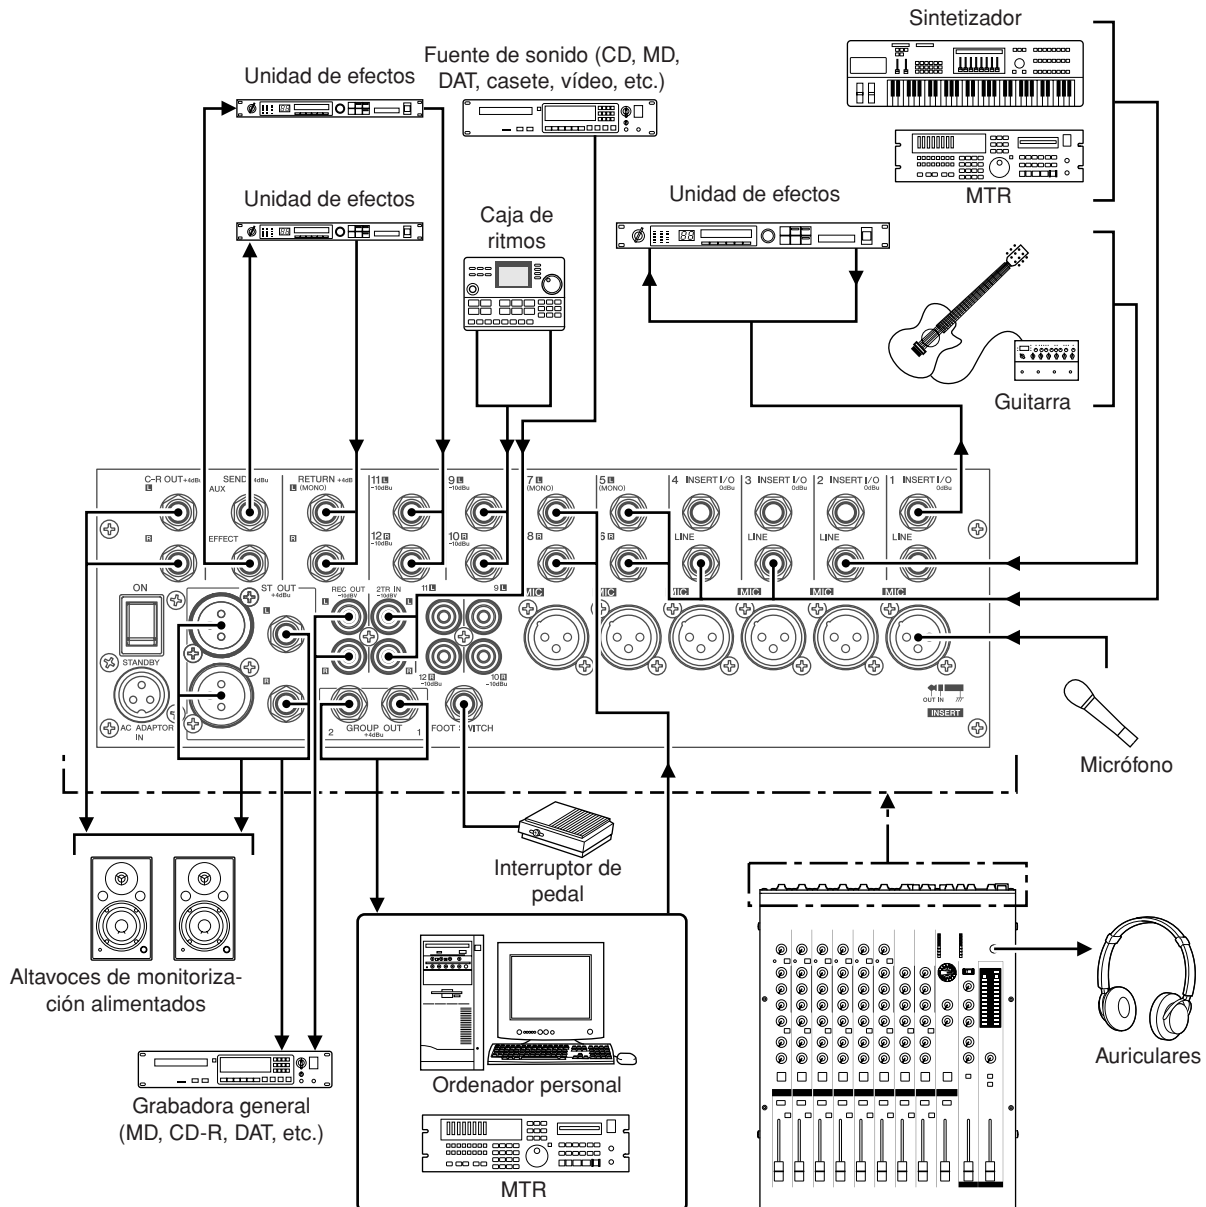 Sintetizador
Fuente de sonido (CD, MD,
DAT, casete, vídeo, etc.)
Unidad de efectos
MTR
Unidad de efectos
Unidad de efectos
Caja de
ritmos
Guitarra
C-R OUT +4dBu
L
SEND
AUX
RETURN
L
(MONO)
11 L
-10dBu
9 L
-10dBu
7 L
(MONO)
5 L
(MONO)
4 INSERT I/O
0dBu
3 INSERT I/O
0dBu
2 INSERT I/O
0dBu
1 INSERT I/O
0dBu
R
EFFECT
R
12 R
-10dBu
10 R
-10dBu
8 R
6 R
LINE
LINE
LINE
LINE
ON
STANDBY
ST OUT
+4dBu
L
R
REC OUT
-10dBV
2TR IN
-10dBV
L
L
R
R
11 L
9 L
12 R
-10dBu
10 R
-10dBu
MIC
MIC
MIC
MIC
MIC
MIC
AC ADAPTOR
IN
2
GROUP OUT
+4dBu
1
FOOT SWITCH
OUT IN
INSERT
Micrófono
Interruptor de
pedal
Altavoces de monitoriza-
ción alimentados
Auriculares
Ordenador personal
Grabadora general
(MD, CD-R, DAT, etc.)
MTR